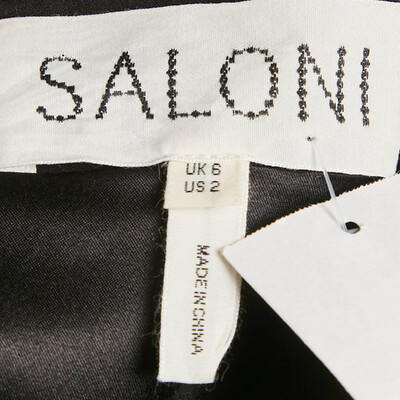 SALONI
UK 6
US 2
MADE IN CHINA